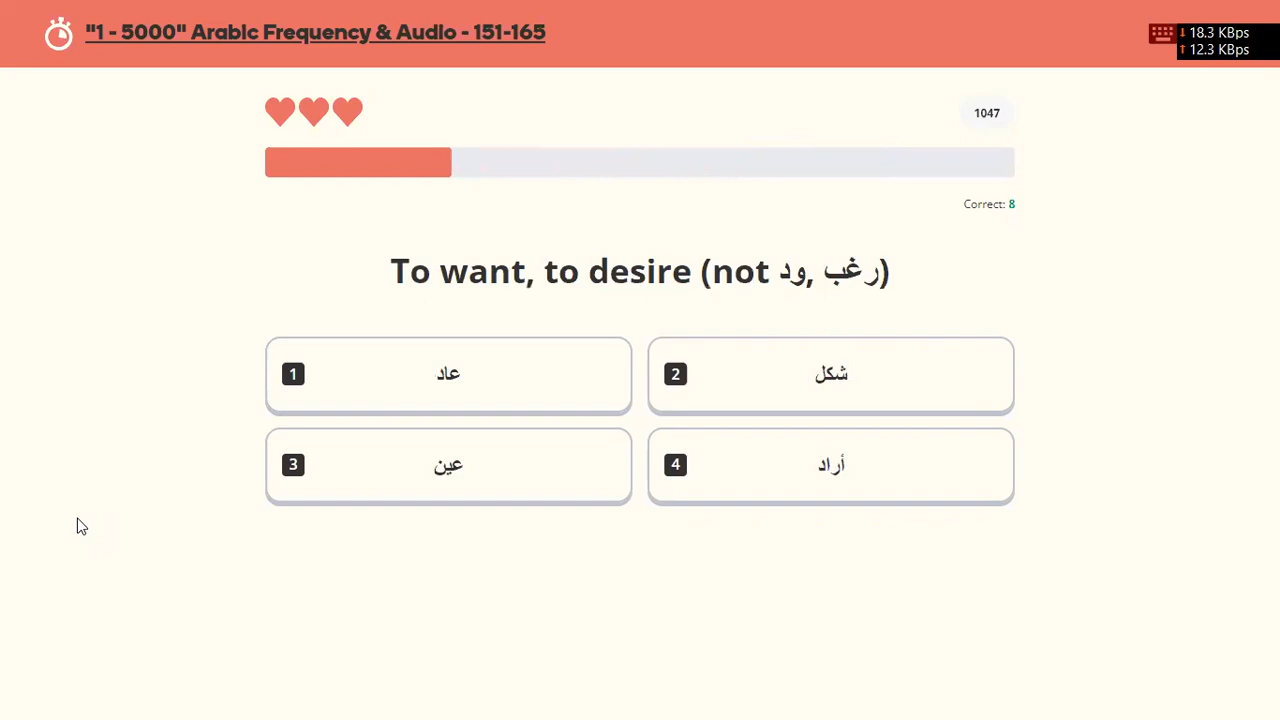 "1 - 5000" Arabic Frequency & Audio - 151-165
↓ 18.3 KBps
↑ 12.3 KBps
1047
Correct: 8
To want, to desire (not ود, رغب)
1 عاد
2 شكل
3 عين
4 أراد